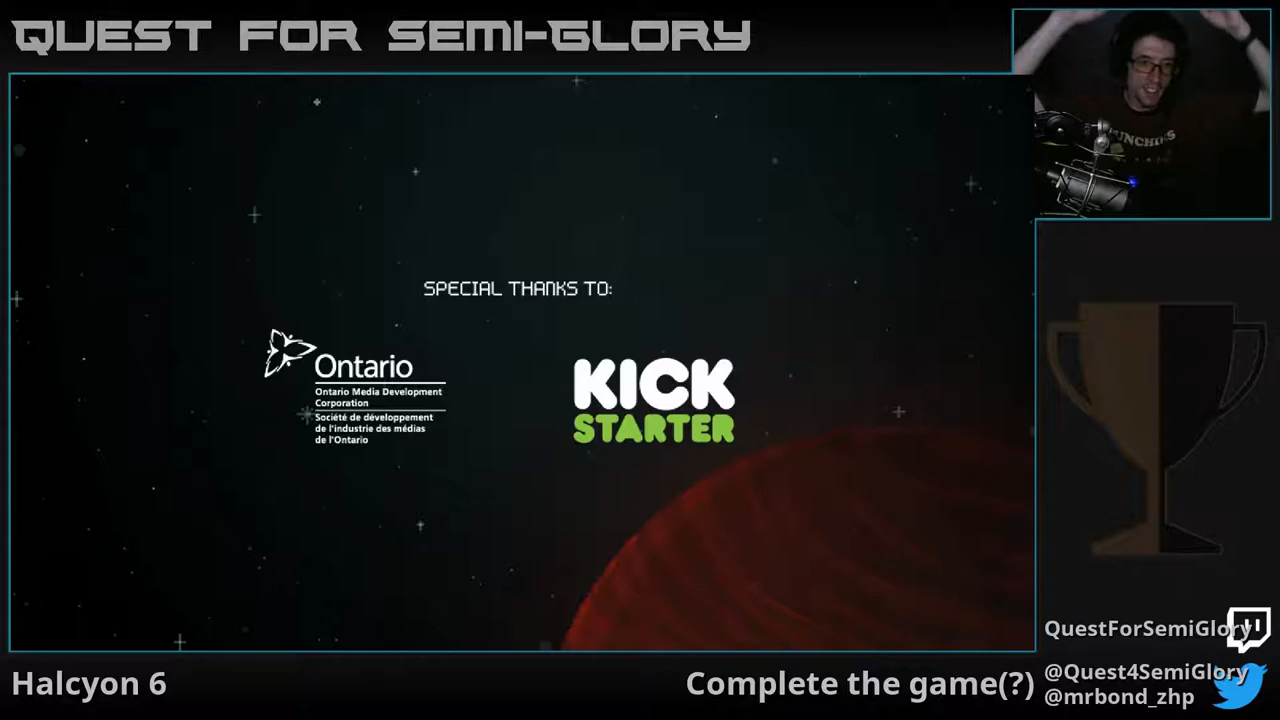 QUEST FOR SEMI-GLORY
SPECIAL THANKS TO:
Ontario
Ontario Media Development
Corporation
Société de développement
de l'industrie des médias
de l'Ontario
KICK
STARTER
QuestForSemiGlory
@Quest4SemiGlory
@mrbond_zhp
Halcyon 6
Complete the game(?)